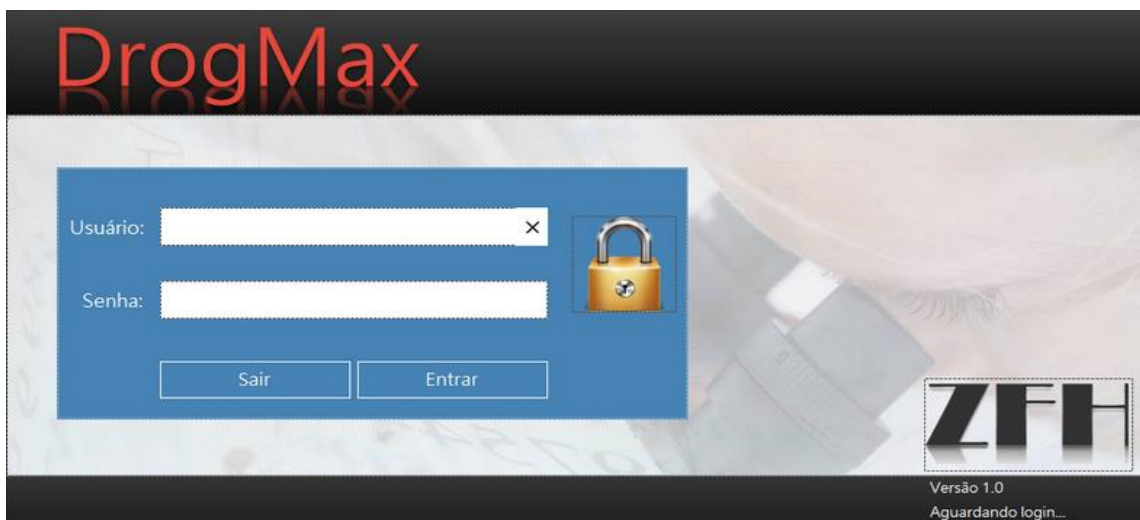 DrogMax
Usuário:
Senha:
Sair
Entrar
ZFH
Versão 1.0
Aguardando login...